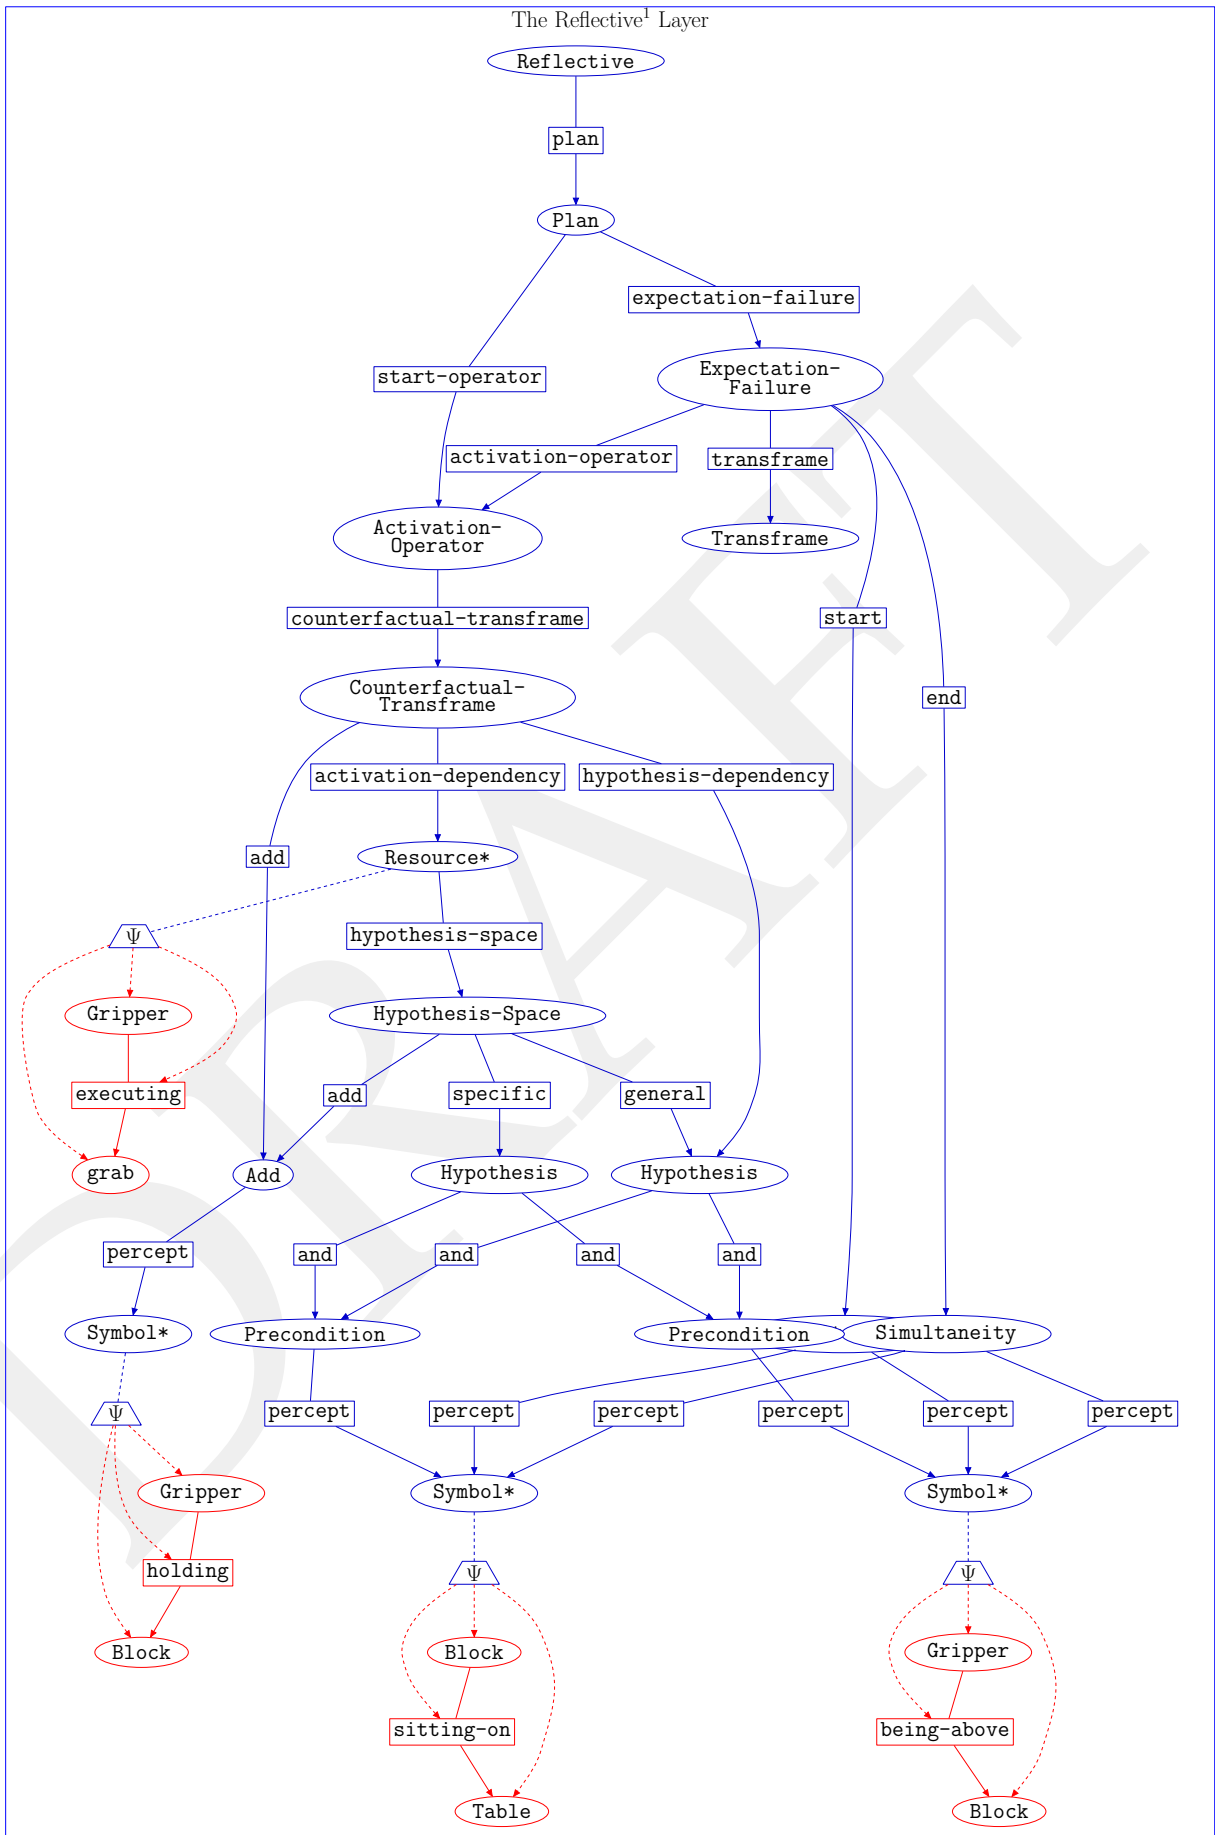 The Reflective¹ Layer
Reflective
plan
Plan
expectation-failure
Expectation-
Failure
start-operator
activation-operator
transframe
Activation-
Operator
Transframe
counterfactual-transframe
start
Counterfactual-
Transframe
end
activation-dependency
hypothesis-dependency
add
Resource*
Ψ
hypothesis-space
Gripper
Hypothesis-Space
executing
add
specific
general
grab
Add
Hypothesis
Hypothesis
percept
and
and
and
and
Symbol*
Precondition
Precondition
Simultaneity
Ψ
percept
percept
percept
percept
percept
percept
Gripper
Symbol*
Symbol*
holding
Ψ
Ψ
Block
Block
Gripper
sitting-on
being-above
Table
Block
DRAFT